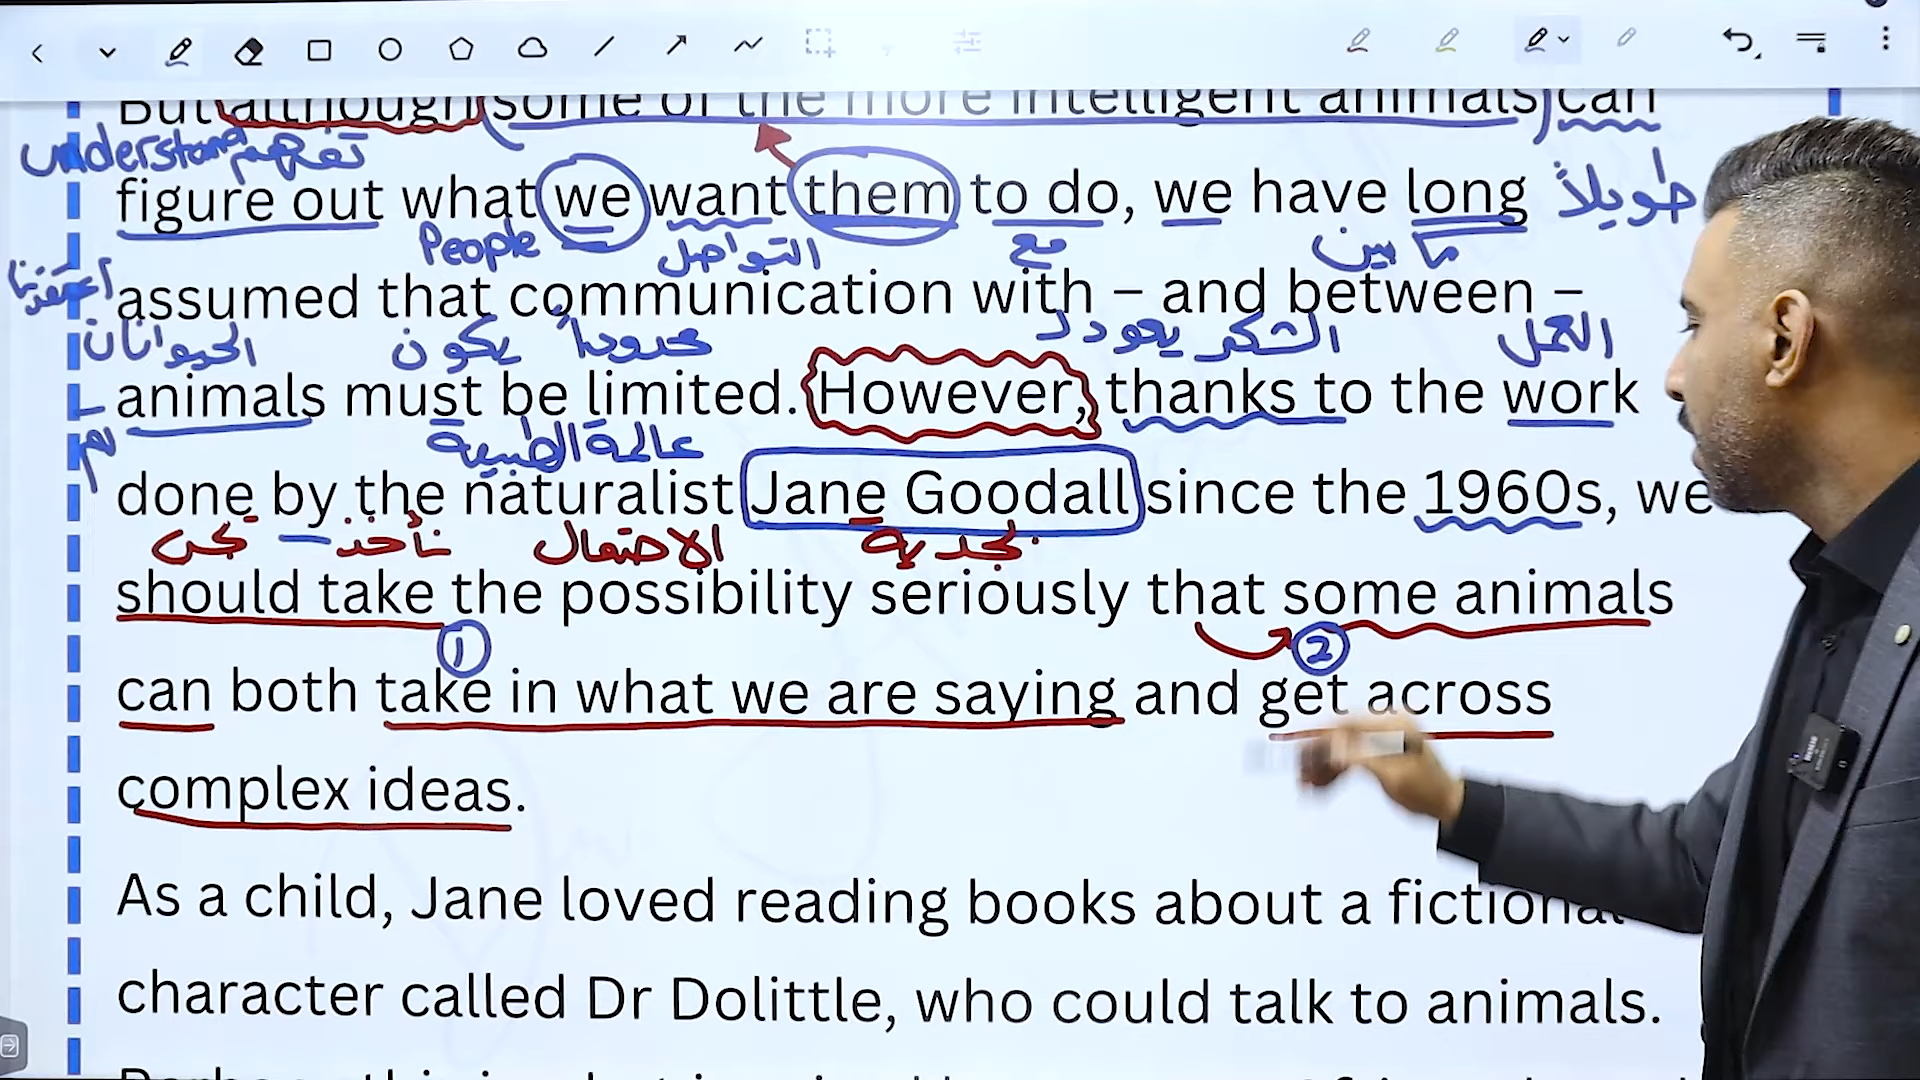 But although some of the more intelligent animals can
understand تفهم
figure out what we want them to do, we have long طويلاً
People التواصل مع ما بين
اعتقدنا assumed that communication with – and between –
الحيوانات يكون محدوداً الشكر يعود لـ العمل
animals must be limited. However, thanks to the work
عالمة الطبيعة
done by the naturalist Jane Goodall since the 1960s, we
نأخذ الاحتمال بجدية
should take the possibility seriously that some animals
1 2
can both take in what we are saying and get across
complex ideas.
As a child, Jane loved reading books about a fictional
character called Dr Dolittle, who could talk to animals.